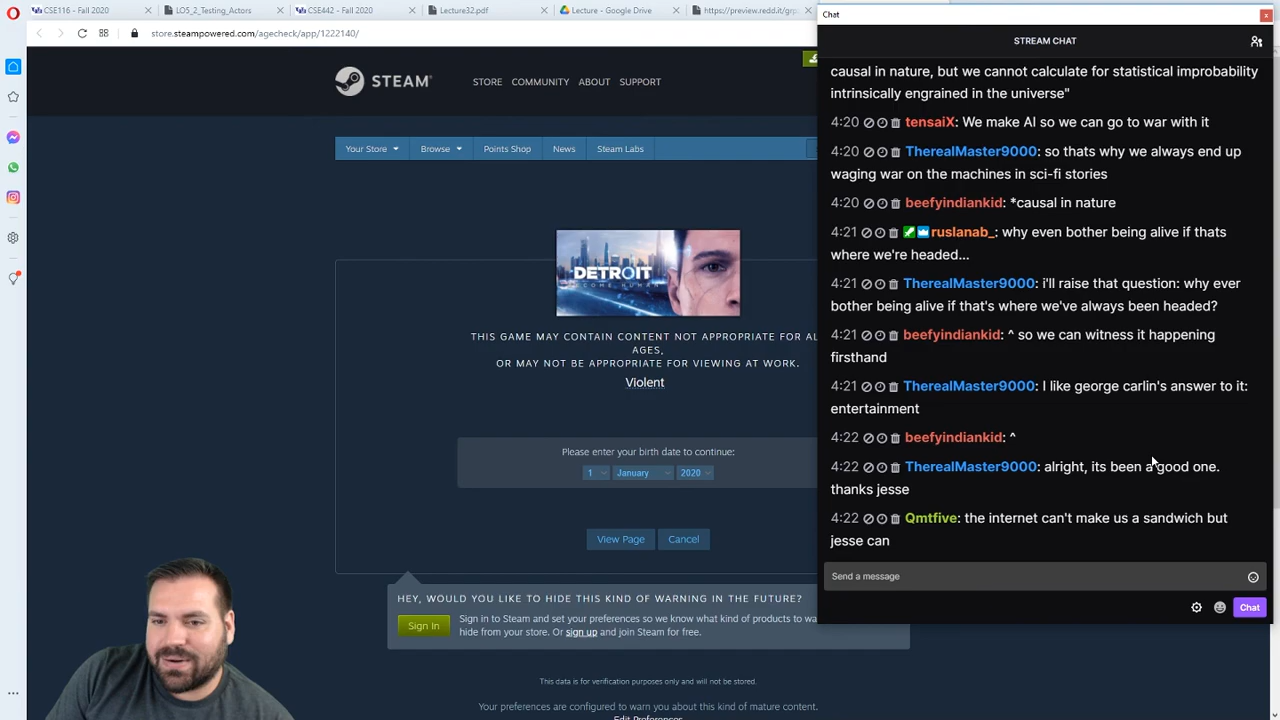 CSE116 - Fall 2020
LO5_2_Testing_Actors
CSE442 - Fall 2020
Lecture32.pdf
Lecture - Google Drive
https://preview.redd.it/grp
store.steampowered.com/agecheck/app/1222140/
STEAM
STORE COMMUNITY ABOUT SUPPORT
Your Store Browse Points Shop News Steam Labs
DETROIT
BECOME HUMAN
THIS GAME MAY CONTAIN CONTENT NOT APPROPRIATE FOR AL
AGES,
OR MAY NOT BE APPROPRIATE FOR VIEWING AT WORK.
Violent
Please enter your birth date to continue:
1 January 2020
View Page Cancel
HEY, WOULD YOU LIKE TO HIDE THIS KIND OF WARNING IN THE FUTURE?
Sign In
Sign in to Steam and set your preferences so we know what kind of products to wa
hide from your store. Or sign up and join Steam for free.
This data is for verification purposes only and will not be stored.
Your preferences are configured to warn you about this kind of mature content.
Edit Preferences
Chat
STREAM CHAT
causal in nature, but we cannot calculate for statistical improbability
intrinsically engrained in the universe"
4:20 tensaiX: We make AI so we can go to war with it
4:20 TherealMaster9000: so thats why we always end up
waging war on the machines in sci-fi stories
4:20 beefyindiankid: *causal in nature
4:21 ruslanab_: why even bother being alive if thats
where we're headed...
4:21 TherealMaster9000: i'll raise that question: why ever
bother being alive if that's where we've always been headed?
4:21 beefyindiankid: ^ so we can witness it happening
firsthand
4:21 TherealMaster9000: I like george carlin's answer to it:
entertainment
4:22 beefyindiankid: ^
4:22 TherealMaster9000: alright, its been a good one.
thanks jesse
4:22 Qmtfive: the internet can't make us a sandwich but
jesse can
Send a message
Chat